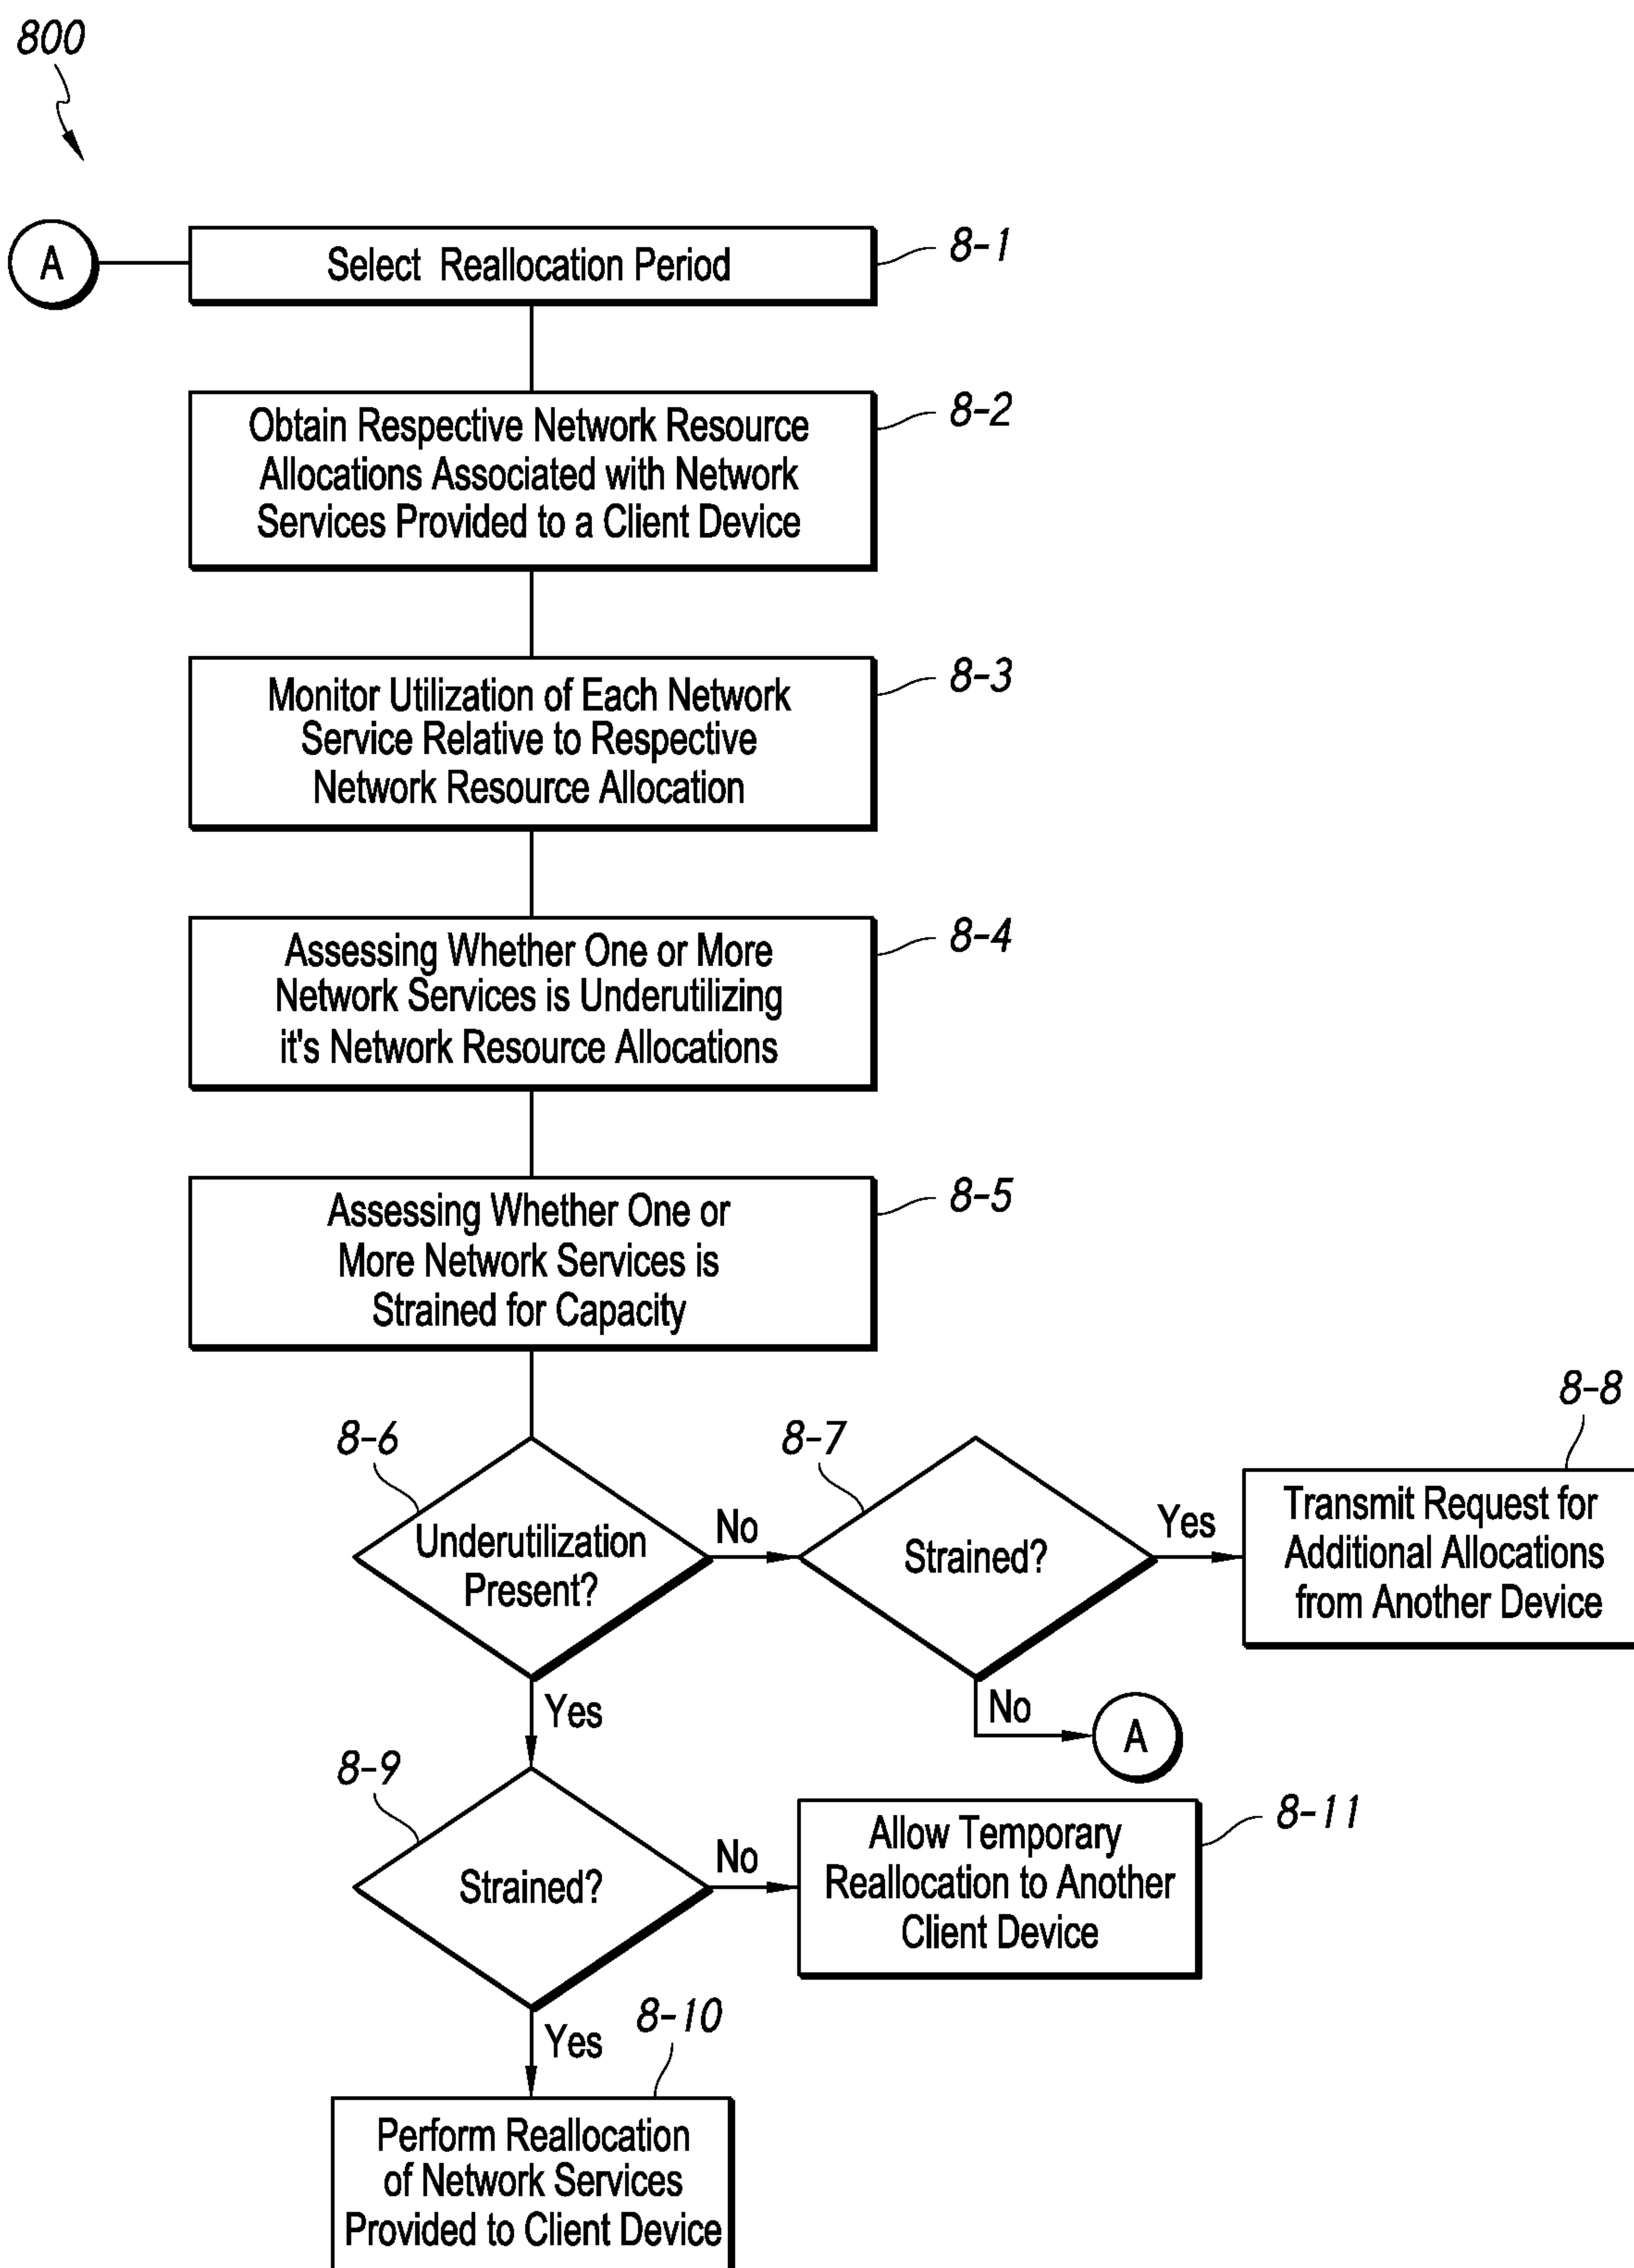 800
A
Select Reallocation Period
8-1
Obtain Respective Network Resource
Allocations Associated with Network
Services Provided to a Client Device
8-2
Monitor Utilization of Each Network
Service Relative to Respective
Network Resource Allocation
8-3
Assessing Whether One or More
Network Services is Underutilizing
it's Network Resource Allocations
8-4
Assessing Whether One or
More Network Services is
Strained for Capacity
8-5
8-6
Underutilization
Present?
No
8-7
Strained?
Yes
8-8
Transmit Request for
Additional Allocations
from Another Device
No
A
Yes
8-9
Strained?
No
Allow Temporary
Reallocation to Another
Client Device
8-11
Yes
8-10
Perform Reallocation
of Network Services
Provided to Client Device